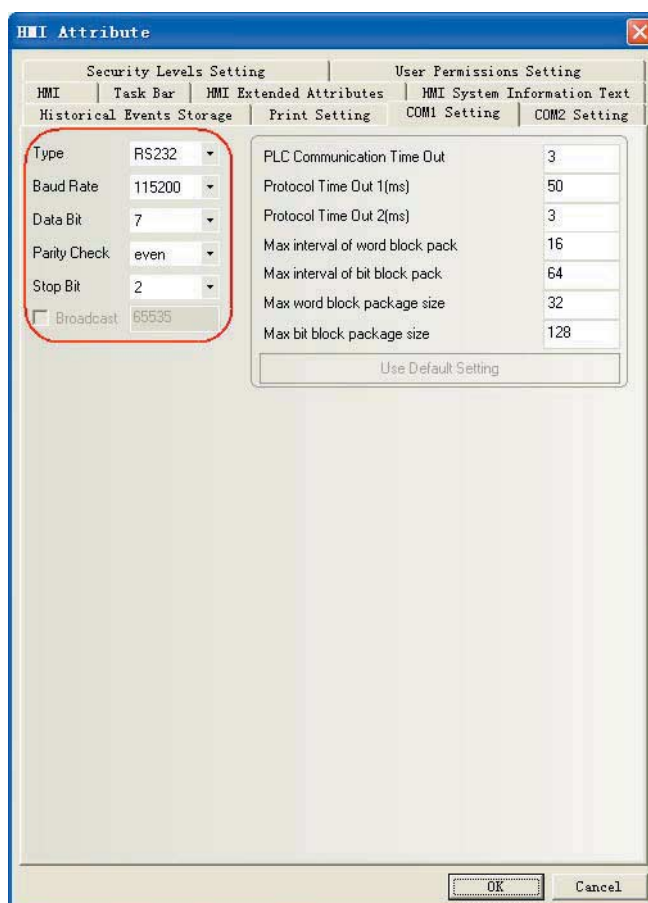 HMI Attribute
Security Levels Setting User Permissions Setting
HMI Task Bar HMI Extended Attributes HMI System Information Text
Historical Events Storage Print Setting COM1 Setting COM2 Setting
Type RS232
Baud Rate 115200
Data Bit 7
Parity Check even
Stop Bit 2
Broadcast 65535
PLC Communication Time Out 3
Protocol Time Out 1(ms) 50
Protocol Time Out 2(ms) 3
Max interval of word block pack 16
Max interval of bit block pack 64
Max word block package size 32
Max bit block package size 128
Use Default Setting
OK Cancel